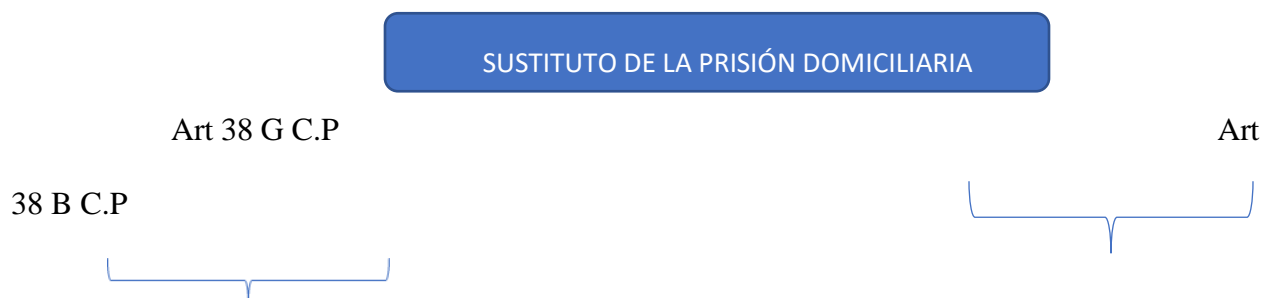 SUSTITUTO DE LA PRISIÓN DOMICILIARIA
Art 38 G C.P Art
38 B C.P